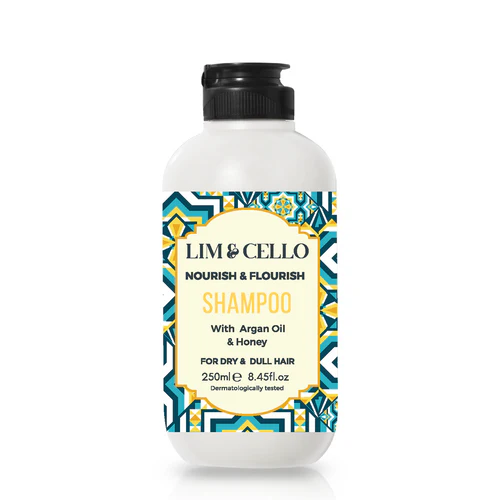 LIM & CELLO
NOURISH & FLOURISH
SHAMPOO
With Argan Oil
& Honey
FOR DRY & DULL HAIR
250ml ℮ 8.45fl.oz
Dermatologically tested